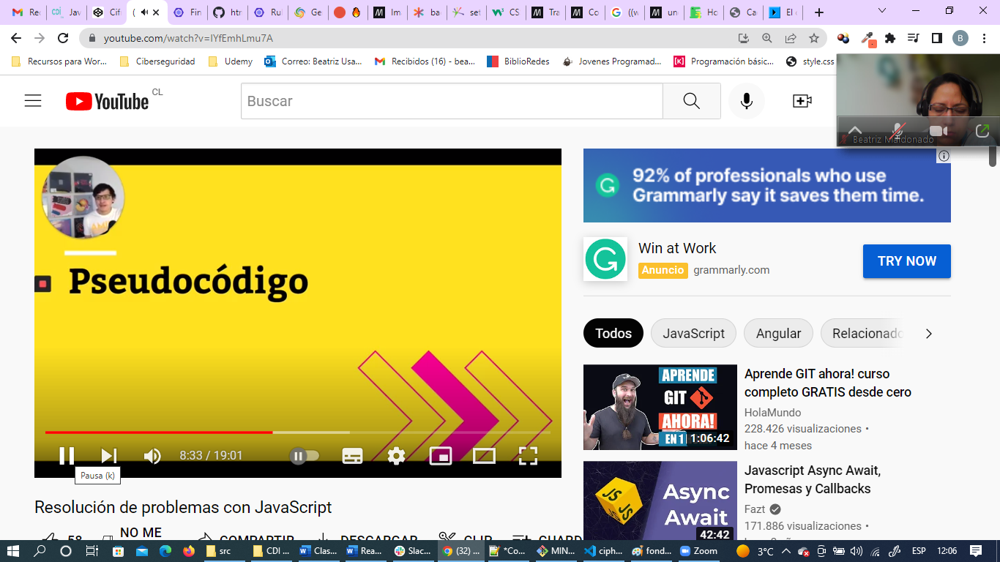 Rec
Jav
Cif
(
Fin
htn
Rul
Ge
Im
ba
set
CS
Tra
Co
((w
un
Ho
Ca
El c
youtube.com/watch?v=IYfEmhLmu7A
B
Recursos para Wor...
Ciberseguridad
Udemy
Correo: Beatriz Usa...
Recibidos (16) - bea...
BiblioRedes
Jovenes Programad...
Programación básic...
style.css
YouTube CL
Buscar
Beatriz Maldonado
Pseudocódigo
8:33 / 19:01
Pausa (k)
Resolución de problemas con JavaScript
58
NO ME
COMPARTIR
DESCARGAR
CLIP
GUARD
92% of professionals who use
Grammarly say it saves them time.
Win at Work
Anuncio grammarly.com
TRY NOW
Todos
JavaScript
Angular
Relacionado
APRENDE
GIT
AHORA!
EN 1
1:06:42
Aprende GIT ahora! curso
completo GRATIS desde cero
HolaMundo
228.426 visualizaciones •
hace 4 meses
JS
JS
Async
Await
42:42
Javascript Async Await,
Promesas y Callbacks
Fazt
171.886 visualizaciones •
src
CDI ...
Clas...
Rea...
Slac...
(32) ...
*Co...
MIN...
ciph...
fond...
Zoom
3°C
ESP
12:06